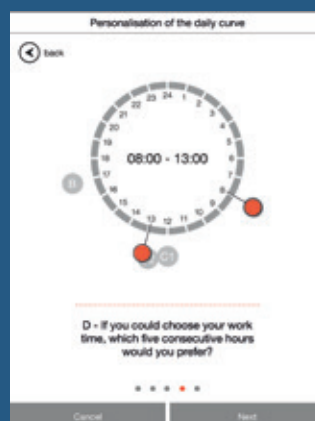 Personalisation of the daily curve
back
24
1
2
3
4
5
6
7
8
9
10
11
12
13
14
15
16
17
18
19
20
21
22
23
08:00 - 13:00
B
C1
D - If you could choose your work
time, which five consecutive hours
would you prefer?
Cancel
Next